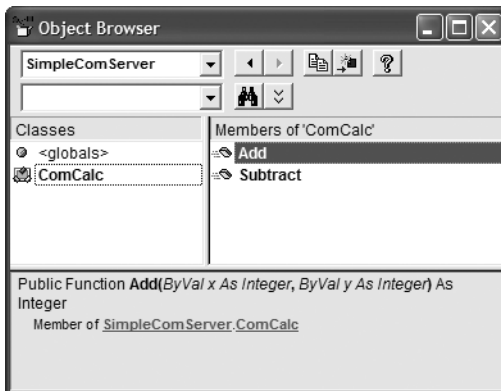 Object Browser
SimpleComServer
Classes
Members of 'ComCalc'
<globals>
Add
ComCalc
Subtract
Public Function Add(ByVal x As Integer, ByVal y As Integer) As
Integer
Member of SimpleComServer.ComCalc